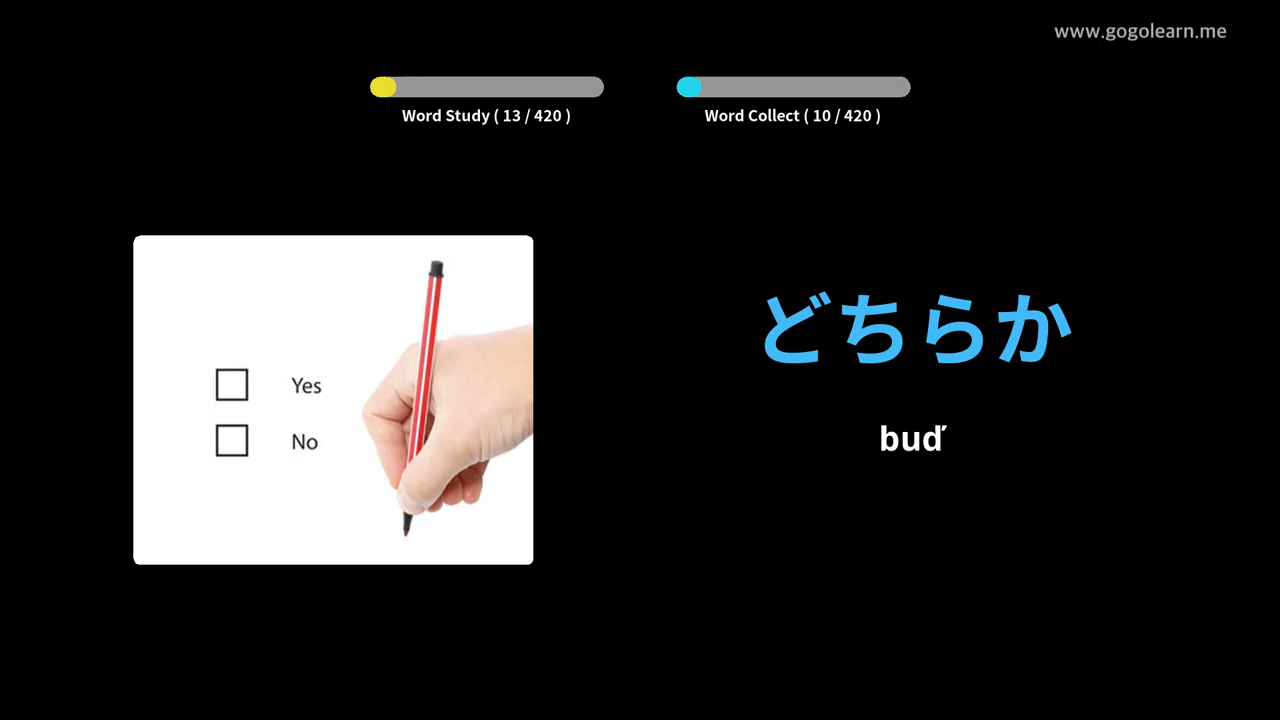 www.gogolearn.me
Word Study ( 13 / 420 )
Word Collect ( 10 / 420 )
Yes
No
どちらか
buď